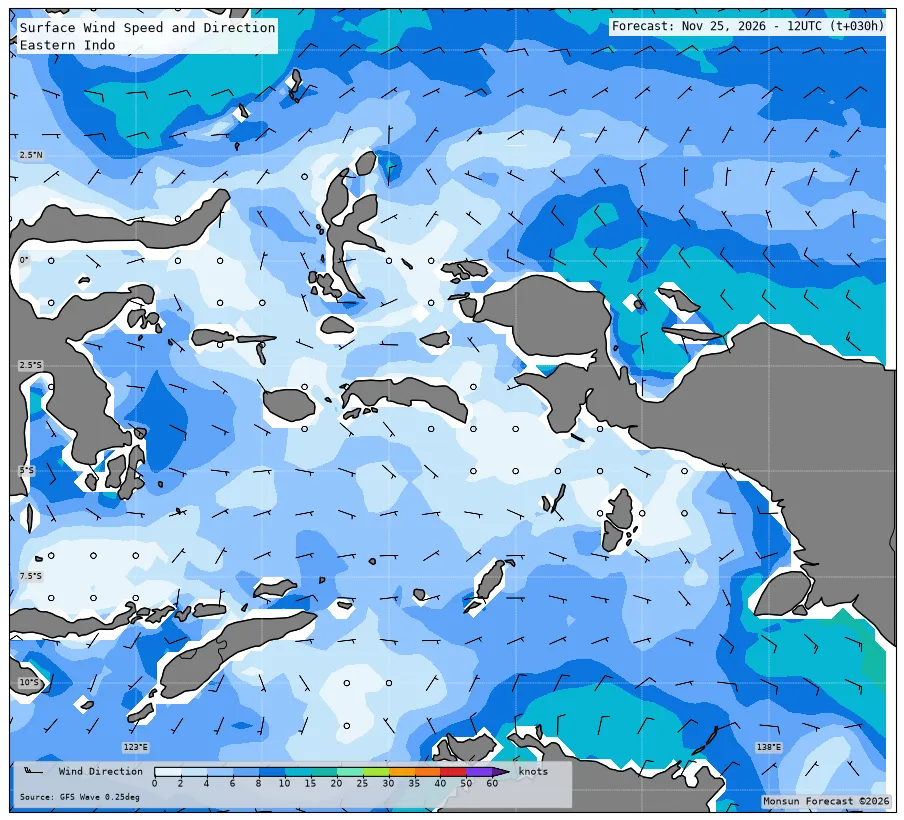 Surface Wind Speed and Direction
Eastern Indo
Forecast: Nov 25, 2026 - 12UTC (t+030h)
2.5°N
0°
2.5°S
5°S
7.5°S
10°S
123°E
138°E
Wind Direction
knots
0 2 4 6 8 10 15 20 25 30 35 40 50 60
Source: GFS Wave 0.25deg
Monsun Forecast ©2026